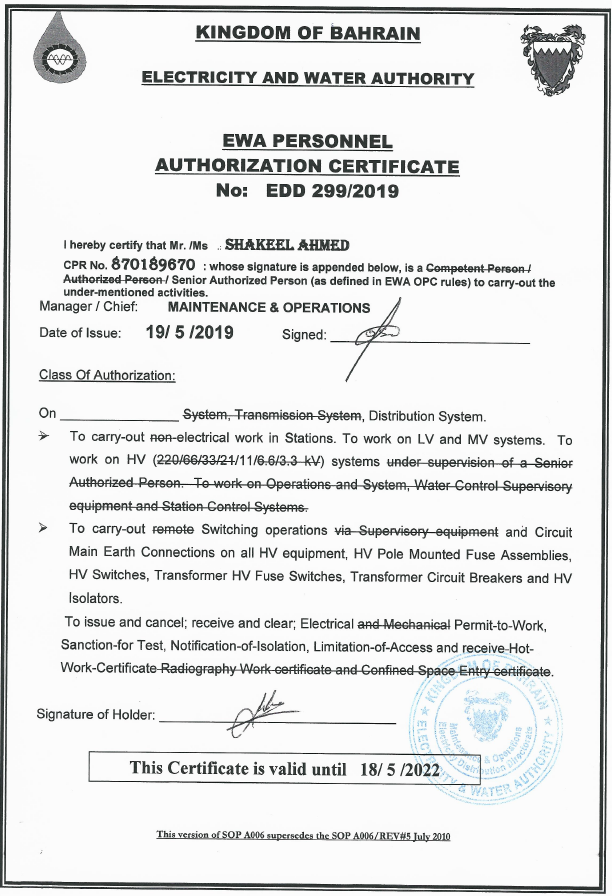 KINGDOM OF BAHRAIN
ELECTRICITY AND WATER AUTHORITY
EWA PERSONNEL
AUTHORIZATION CERTIFICATE
No: EDD 299/2019
I hereby certify that Mr. /Ms .: SHAKEEL AHMED
CPR No. 870189670 : whose signature is appended below, is a Competent Person /
Authorized Person / Senior Authorized Person (as defined in EWA OPC rules) to carry-out the
under-mentioned activities.
Manager / Chief: MAINTENANCE & OPERATIONS
Date of Issue: 19/ 5 /2019 Signed:
Class Of Authorization:
On ______________ System, Transmission System, Distribution System.
➢ To carry-out non-electrical work in Stations. To work on LV and MV systems. To
work on HV (220/66/33/21/11/6.6/3.3 kV) systems under supervision of a Senior
Authorized Person. To work on Operations and System, Water Control Supervisory
equipment and Station Control Systems.
➢ To carry-out remote Switching operations via Supervisory equipment and Circuit
Main Earth Connections on all HV equipment, HV Pole Mounted Fuse Assemblies,
HV Switches, Transformer HV Fuse Switches, Transformer Circuit Breakers and HV
Isolators.
To issue and cancel; receive and clear; Electrical and Mechanical Permit-to-Work,
Sanction-for Test, Notification-of-Isolation, Limitation-of-Access and receive-Hot-
Work-Certificate Radiography Work certificate and Confined Space Entry certificate.
KINGDOM OF BAHRAIN
Maintenance & Operations
Electricity Distribution Directorate
ELECTRICITY & WATER AUTHORITY
Signature of Holder:
This Certificate is valid until 18/ 5 /2022
This version of SOP A006 supersedes the SOP A006/REV#5 July 2010